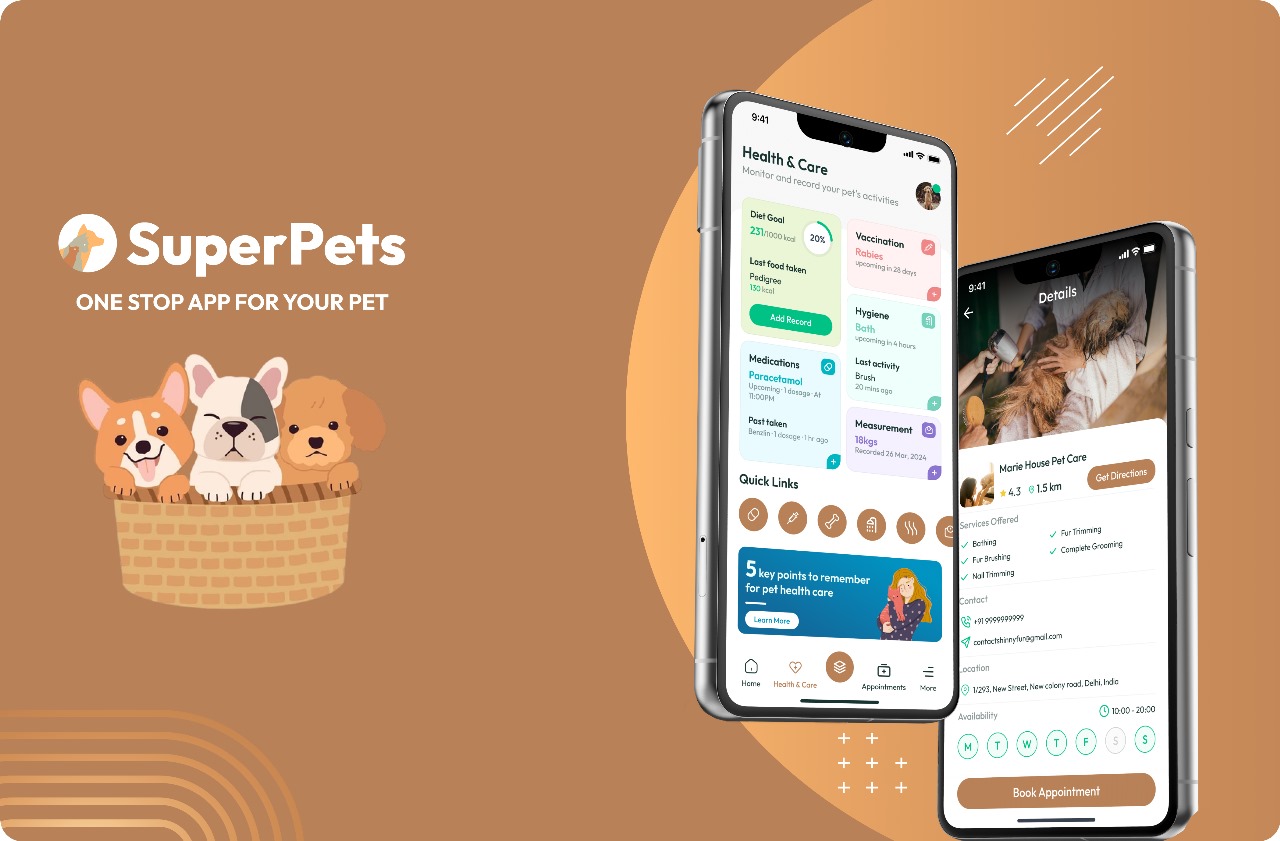 SuperPets
ONE STOP APP FOR YOUR PET
9:41
Health & Care
Monitor and record your pet's activities
Diet Goal
231/1000 kcal
20%
Last food taken
Pedigree
130 kcal
Add Record
Vaccination
Rabies
upcoming in 28 days
Hygiene
Bath
upcoming in 4 hours
Last activity
Brush
20 mins ago
Medications
Paracetamol
Upcoming · 1 dosage · At
11:00PM
Past taken
Benzlin · 1 dosage · 1 hr ago
Measurement
18kgs
Recorded 26 Mar, 2024
Quick Links
5 key points to remember
for pet health care
Learn More
Home
Health & Care
Appointments
More
9:41
Details
Marie House Pet Care
4.3
1.5 km
Get Directions
Services Offered
Bathing
Fur Trimming
Fur Brushing
Complete Grooming
Nail Trimming
Contact
+91 9999999999
contactshinnyfur@gmail.com
Location
1/293, New Street, New colony road, Delhi, India
Availability
10:00 - 20:00
M T W T F S S
Book Appointment